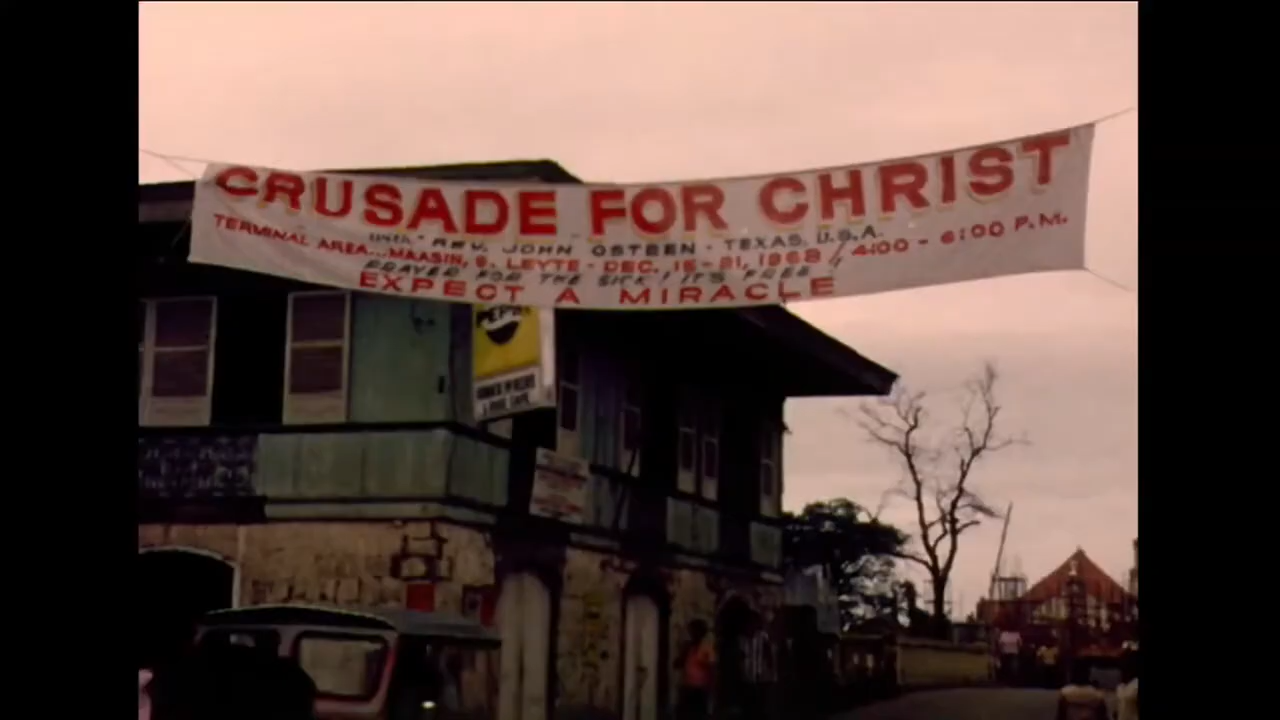 CRUSADE FOR CHRIST
REV. JOHN OSTEEN - TEXAS, U.S.A.
TERMINAL AREA...MAASIN, S. LEYTE - DEC. 15-21, 1968 / 4:00 - 6:00 P.M.
PRAYER FOR THE SICK! IT'S FREE
EXPECT A MIRACLE
PEPSI